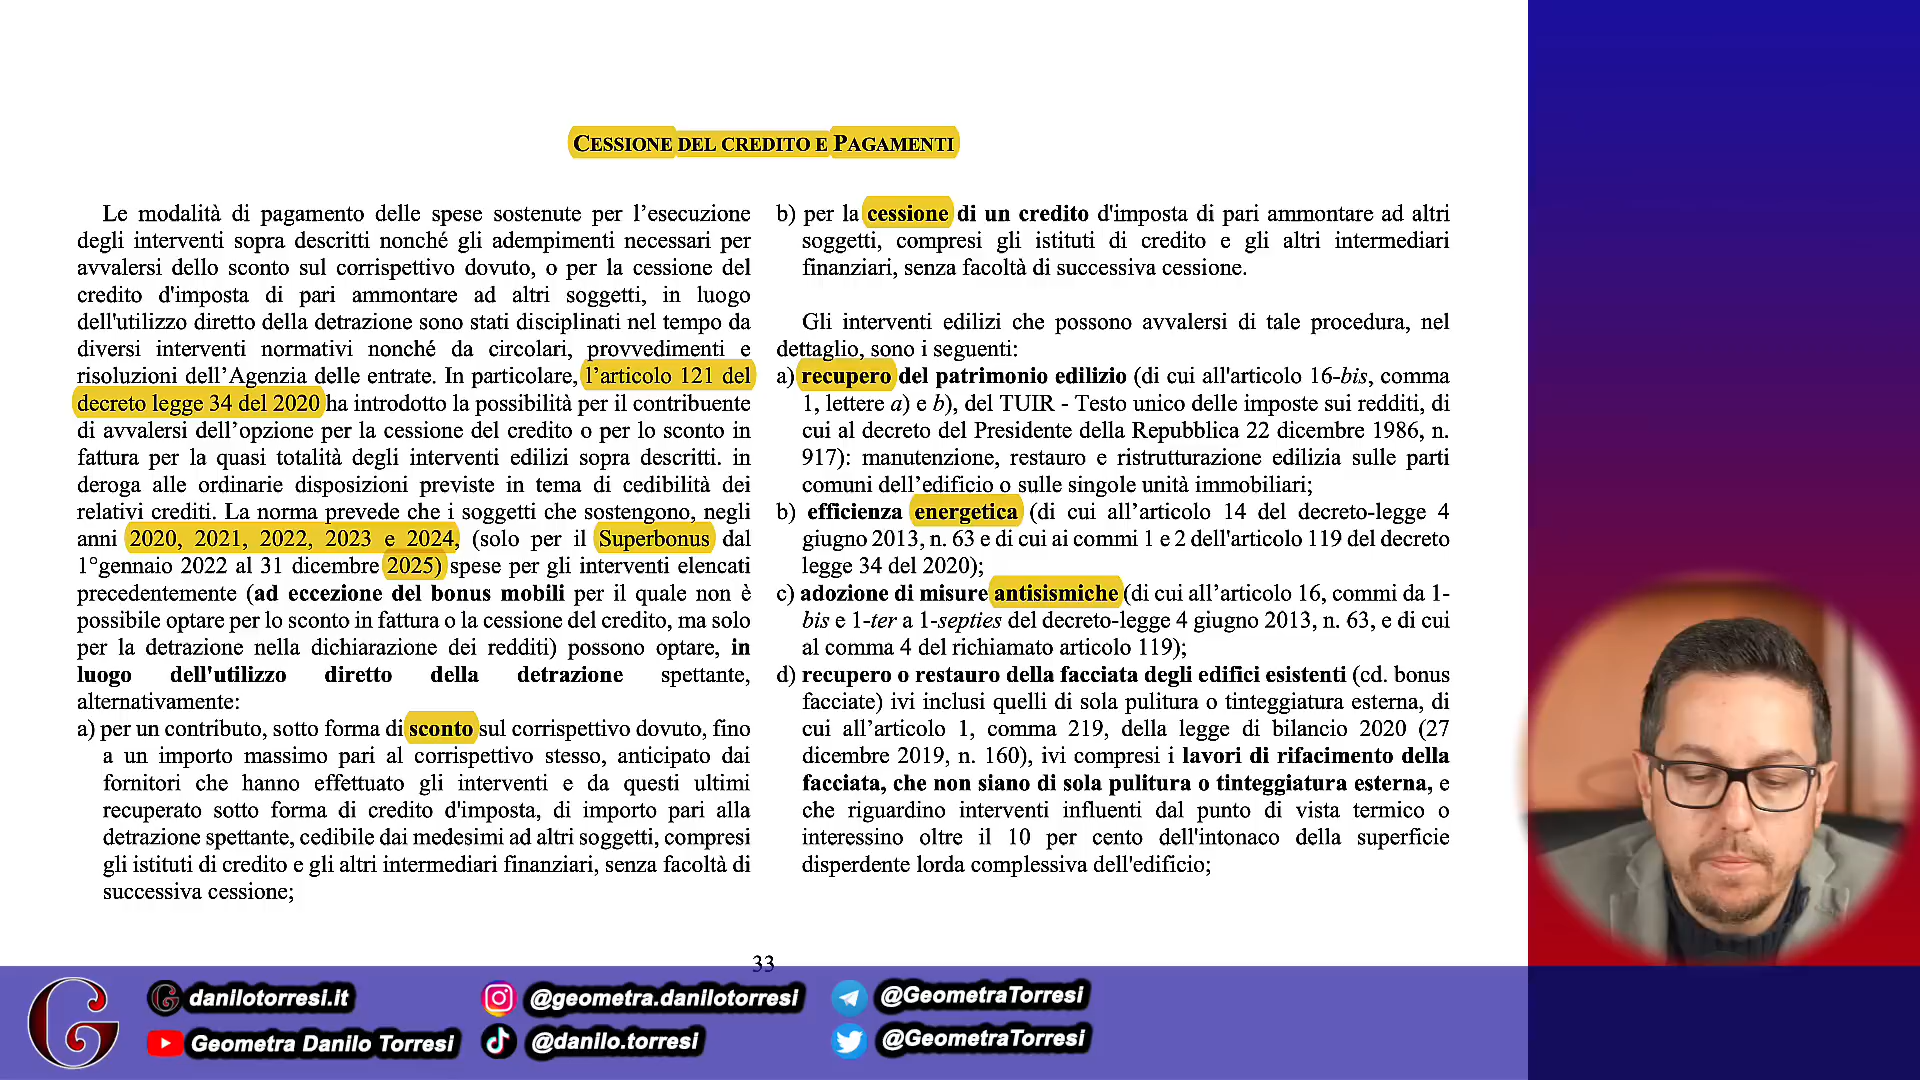 CESSIONE DEL CREDITO E PAGAMENTI
Le modalità di pagamento delle spese sostenute per l’esecuzione
degli interventi sopra descritti nonché gli adempimenti necessari per
avvalersi dello sconto sul corrispettivo dovuto, o per la cessione del
credito d'imposta di pari ammontare ad altri soggetti, in luogo
dell'utilizzo diretto della detrazione sono stati disciplinati nel tempo da
diversi interventi normativi nonché da circolari, provvedimenti e
risoluzioni dell’Agenzia delle entrate. In particolare, l’articolo 121 del
decreto legge 34 del 2020 ha introdotto la possibilità per il contribuente
di avvalersi dell’opzione per la cessione del credito o per lo sconto in
fattura per la quasi totalità degli interventi edilizi sopra descritti. in
deroga alle ordinarie disposizioni previste in tema di cedibilità dei
relativi crediti. La norma prevede che i soggetti che sostengono, negli
anni 2020, 2021, 2022, 2023 e 2024, (solo per il Superbonus dal
1°gennaio 2022 al 31 dicembre 2025) spese per gli interventi elencati
precedentemente (ad eccezione del bonus mobili per il quale non è
possibile optare per lo sconto in fattura o la cessione del credito, ma solo
per la detrazione nella dichiarazione dei redditi) possono optare, in
luogo dell'utilizzo diretto della detrazione spettante,
alternativamente:
a) per un contributo, sotto forma di sconto sul corrispettivo dovuto, fino
a un importo massimo pari al corrispettivo stesso, anticipato dai
fornitori che hanno effettuato gli interventi e da questi ultimi
recuperato sotto forma di credito d'imposta, di importo pari alla
detrazione spettante, cedibile dai medesimi ad altri soggetti, compresi
gli istituti di credito e gli altri intermediari finanziari, senza facoltà di
successiva cessione;
b) per la cessione di un credito d'imposta di pari ammontare ad altri
soggetti, compresi gli istituti di credito e gli altri intermediari
finanziari, senza facoltà di successiva cessione.
Gli interventi edilizi che possono avvalersi di tale procedura, nel
dettaglio, sono i seguenti:
a) recupero del patrimonio edilizio (di cui all'articolo 16-bis, comma
1, lettere a) e b), del TUIR - Testo unico delle imposte sui redditi, di
cui al decreto del Presidente della Repubblica 22 dicembre 1986, n.
917): manutenzione, restauro e ristrutturazione edilizia sulle parti
comuni dell’edificio o sulle singole unità immobiliari;
b) efficienza energetica (di cui all’articolo 14 del decreto-legge 4
giugno 2013, n. 63 e di cui ai commi 1 e 2 dell'articolo 119 del decreto
legge 34 del 2020);
c) adozione di misure antisismiche (di cui all’articolo 16, commi da 1-
bis e 1-ter a 1-septies del decreto-legge 4 giugno 2013, n. 63, e di cui
al comma 4 del richiamato articolo 119);
d) recupero o restauro della facciata degli edifici esistenti (cd. bonus
facciate) ivi inclusi quelli di sola pulitura o tinteggiatura esterna, di
cui all’articolo 1, comma 219, della legge di bilancio 2020 (27
dicembre 2019, n. 160), ivi compresi i lavori di rifacimento della
facciata, che non siano di sola pulitura o tinteggiatura esterna, e
che riguardino interventi influenti dal punto di vista termico o
interessino oltre il 10 per cento dell'intonaco della superficie
disperdente lorda complessiva dell'edificio;
33
danilotorresi.it
@geometra.danilotorresi
@GeometraTorresi
Geometra Danilo Torresi
@danilo.torresi
@GeometraTorresi